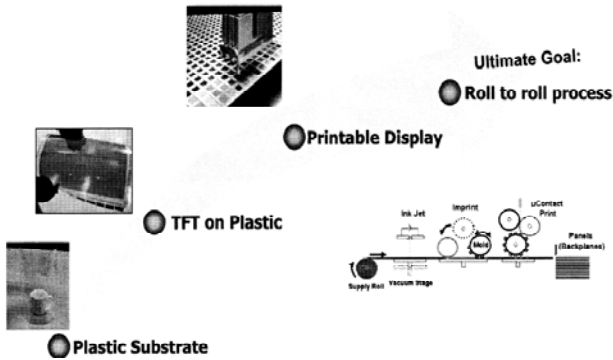 Ultimate Goal:
Roll to roll process
Printable Display
TFT on Plastic
Plastic Substrate
Ink Jet
Imprint
uContact
Print
Mold
Panels
(Backplanes)
Supply Roll
Vacuum Stage